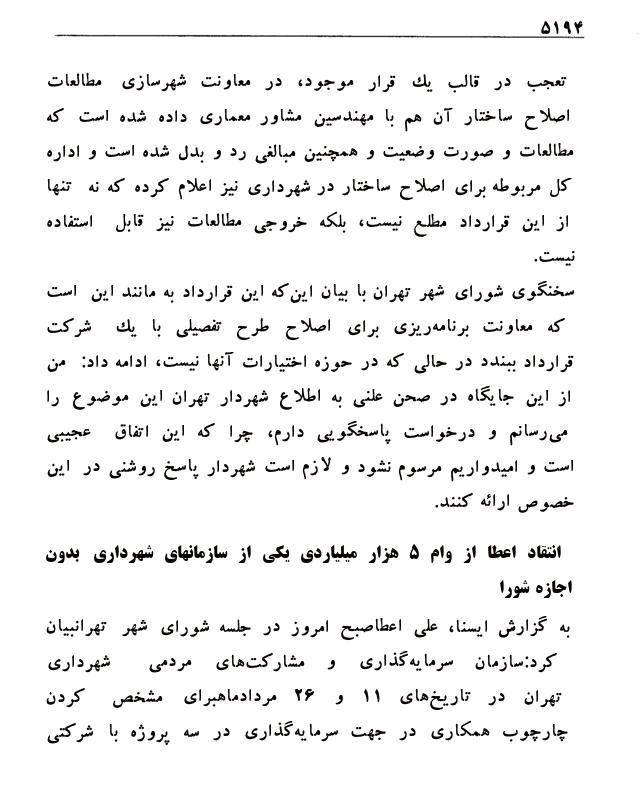 ۵۱۹۴
تعجب در قالب یك قرار موجود، در معاونت شهرسازی مطالعات
اصلاح ساختار آن هم با مهندسین مشاور معماری داده شده است که
مطالعات و صورت وضعیت و همچنین مبالغی رد و بدل شده است و اداره
کل مربوطه برای اصلاح ساختار در شهرداری نیز اعلام کرده که نه تنها
از این قرارداد مطلع نیست، بلکه خروجی مطالعات نیز قابل استفاده
نیست.
سخنگوی شورای شهر تهران با بیان این‌که این قرارداد به مانند این است
که معاونت برنامه‌ریزی برای اصلاح طرح تفصیلی با یك شرکت
قرارداد ببندد در حالی که در حوزه اختیارات آنها نیست، ادامه داد: من
از این جایگاه در صحن علنی به اطلاع شهردار تهران این موضوع را
می‌رسانم و درخواست پاسخگویی دارم، چرا که این اتفاق عجیبی
است و امیدواریم مرسوم نشود و لازم است شهردار پاسخ روشنی در این
خصوص ارائه کنند.
انتقاد اعطا از وام ۵ هزار میلیاردی یکی از سازمانهای شهرداری بدون
اجازه شورا
به گزارش ایسنا، علی اعطاصبح امروز در جلسه شورای شهر تهرانبیان
کرد:سازمان سرمایه‌گذاری و مشارکت‌های مردمی شهرداری
تهران در تاریخ‌های ۱۱ و ۲۶ مردادماهبرای مشخص کردن
چارچوب همکاری در جهت سرمایه‌گذاری در سه پروژه با شرکتی